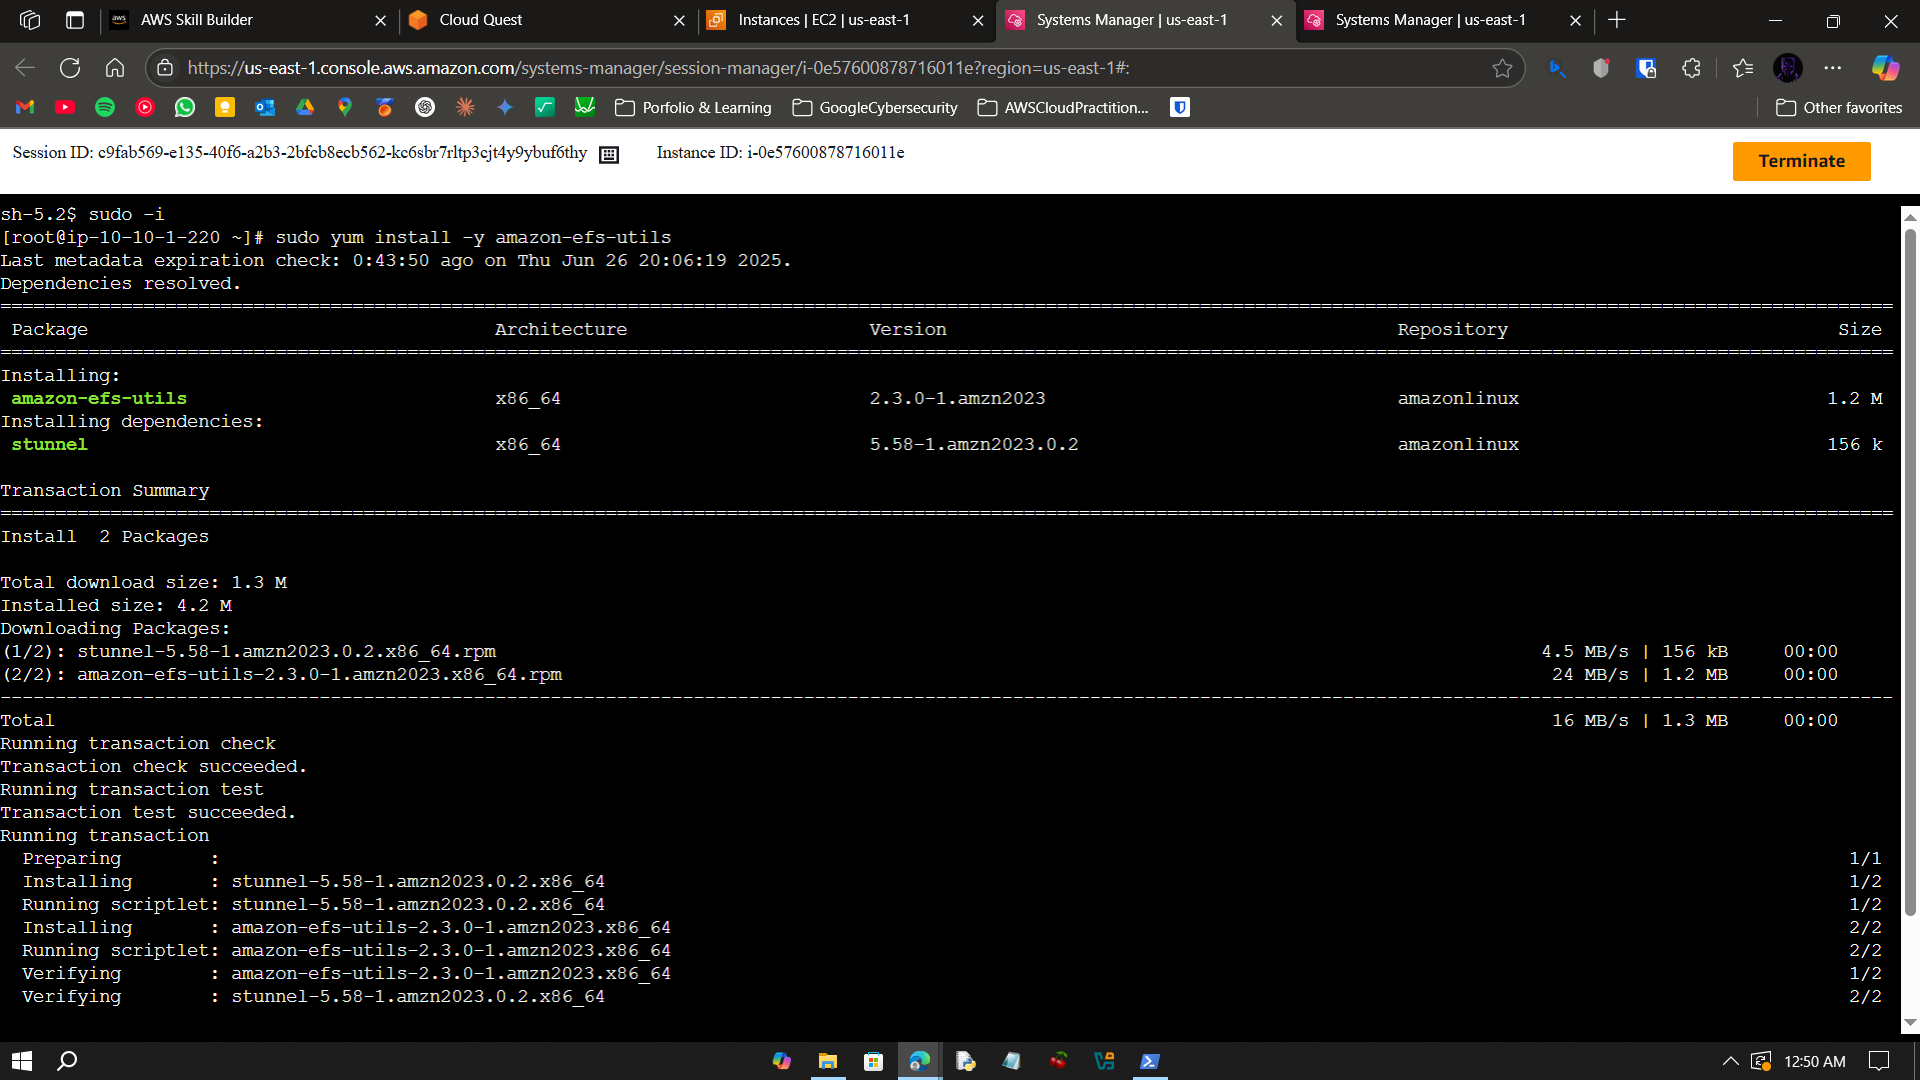 AWS Skill Builder
Cloud Quest
Instances | EC2 | us-east-1
Systems Manager | us-east-1
Systems Manager | us-east-1
https://us-east-1.console.aws.amazon.com/systems-manager/session-manager/i-0e57600878716011e?region=us-east-1#:
Porfolio & Learning
GoogleCybersecurity
AWSCloudPractition...
Other favorites
Session ID: c9fab569-e135-40f6-a2b3-2bfcb8ecb562-kc6sbr7rltp3cjt4y9ybuf6thy
Instance ID: i-0e57600878716011e
Terminate
sh-5.2$ sudo -i
[root@ip-10-10-1-220 ~]# sudo yum install -y amazon-efs-utils
Last metadata expiration check: 0:43:50 ago on Thu Jun 26 20:06:19 2025.
Dependencies resolved.
Package Architecture Version Repository Size
Installing:
amazon-efs-utils x86_64 2.3.0-1.amzn2023 amazonlinux 1.2 M
Installing dependencies:
stunnel x86_64 5.58-1.amzn2023.0.2 amazonlinux 156 k
Transaction Summary
Install 2 Packages
Total download size: 1.3 M
Installed size: 4.2 M
Downloading Packages:
(1/2): stunnel-5.58-1.amzn2023.0.2.x86_64.rpm 4.5 MB/s | 156 kB 00:00
(2/2): amazon-efs-utils-2.3.0-1.amzn2023.x86_64.rpm 24 MB/s | 1.2 MB 00:00
Total 16 MB/s | 1.3 MB 00:00
Running transaction check
Transaction check succeeded.
Running transaction test
Transaction test succeeded.
Running transaction
Preparing : 1/1
Installing : stunnel-5.58-1.amzn2023.0.2.x86_64 1/2
Running scriptlet: stunnel-5.58-1.amzn2023.0.2.x86_64 1/2
Installing : amazon-efs-utils-2.3.0-1.amzn2023.x86_64 2/2
Running scriptlet: amazon-efs-utils-2.3.0-1.amzn2023.x86_64 2/2
Verifying : amazon-efs-utils-2.3.0-1.amzn2023.x86_64 1/2
Verifying : stunnel-5.58-1.amzn2023.0.2.x86_64 2/2
12:50 AM